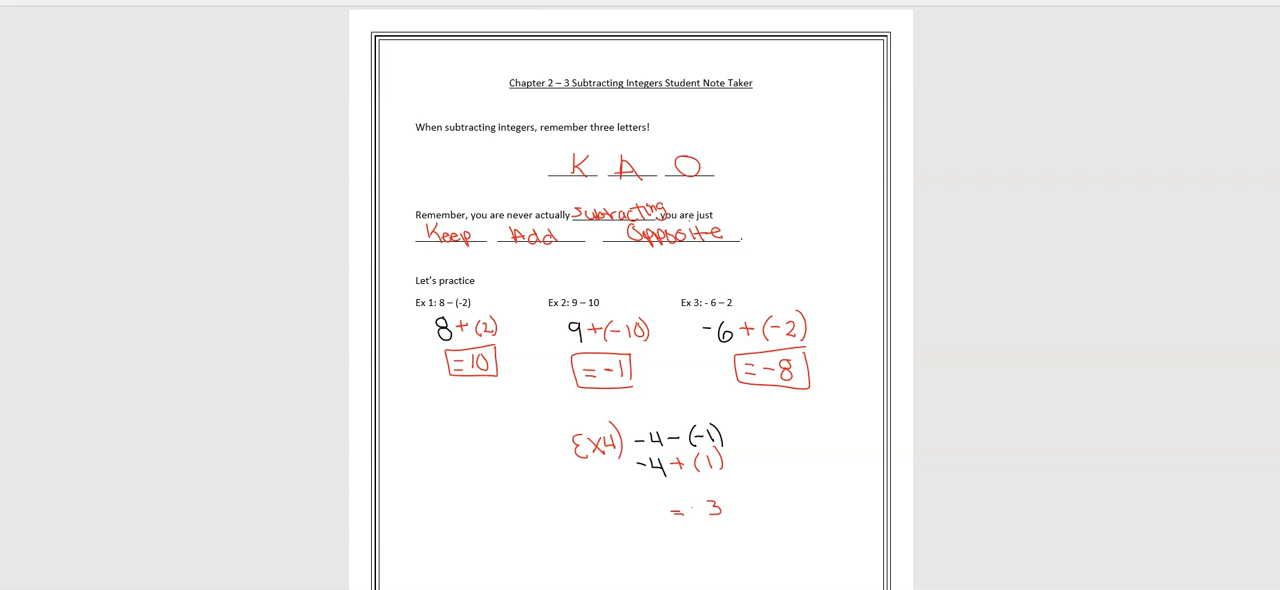 Chapter 2 – 3 Subtracting Integers Student Note Taker
When subtracting integers, remember three letters!
K A O
Remember, you are never actually subtracting, you are just
Keep Add Opposite.
Let's practice
Ex 1: 8 – (-2) Ex 2: 9 – 10 Ex 3: - 6 – 2
8 + (2) 9 + (-10) -6 + (-2)
= 10 = -1 = -8
Ex4) -4 - (-1)
-4 + (1)
= 3